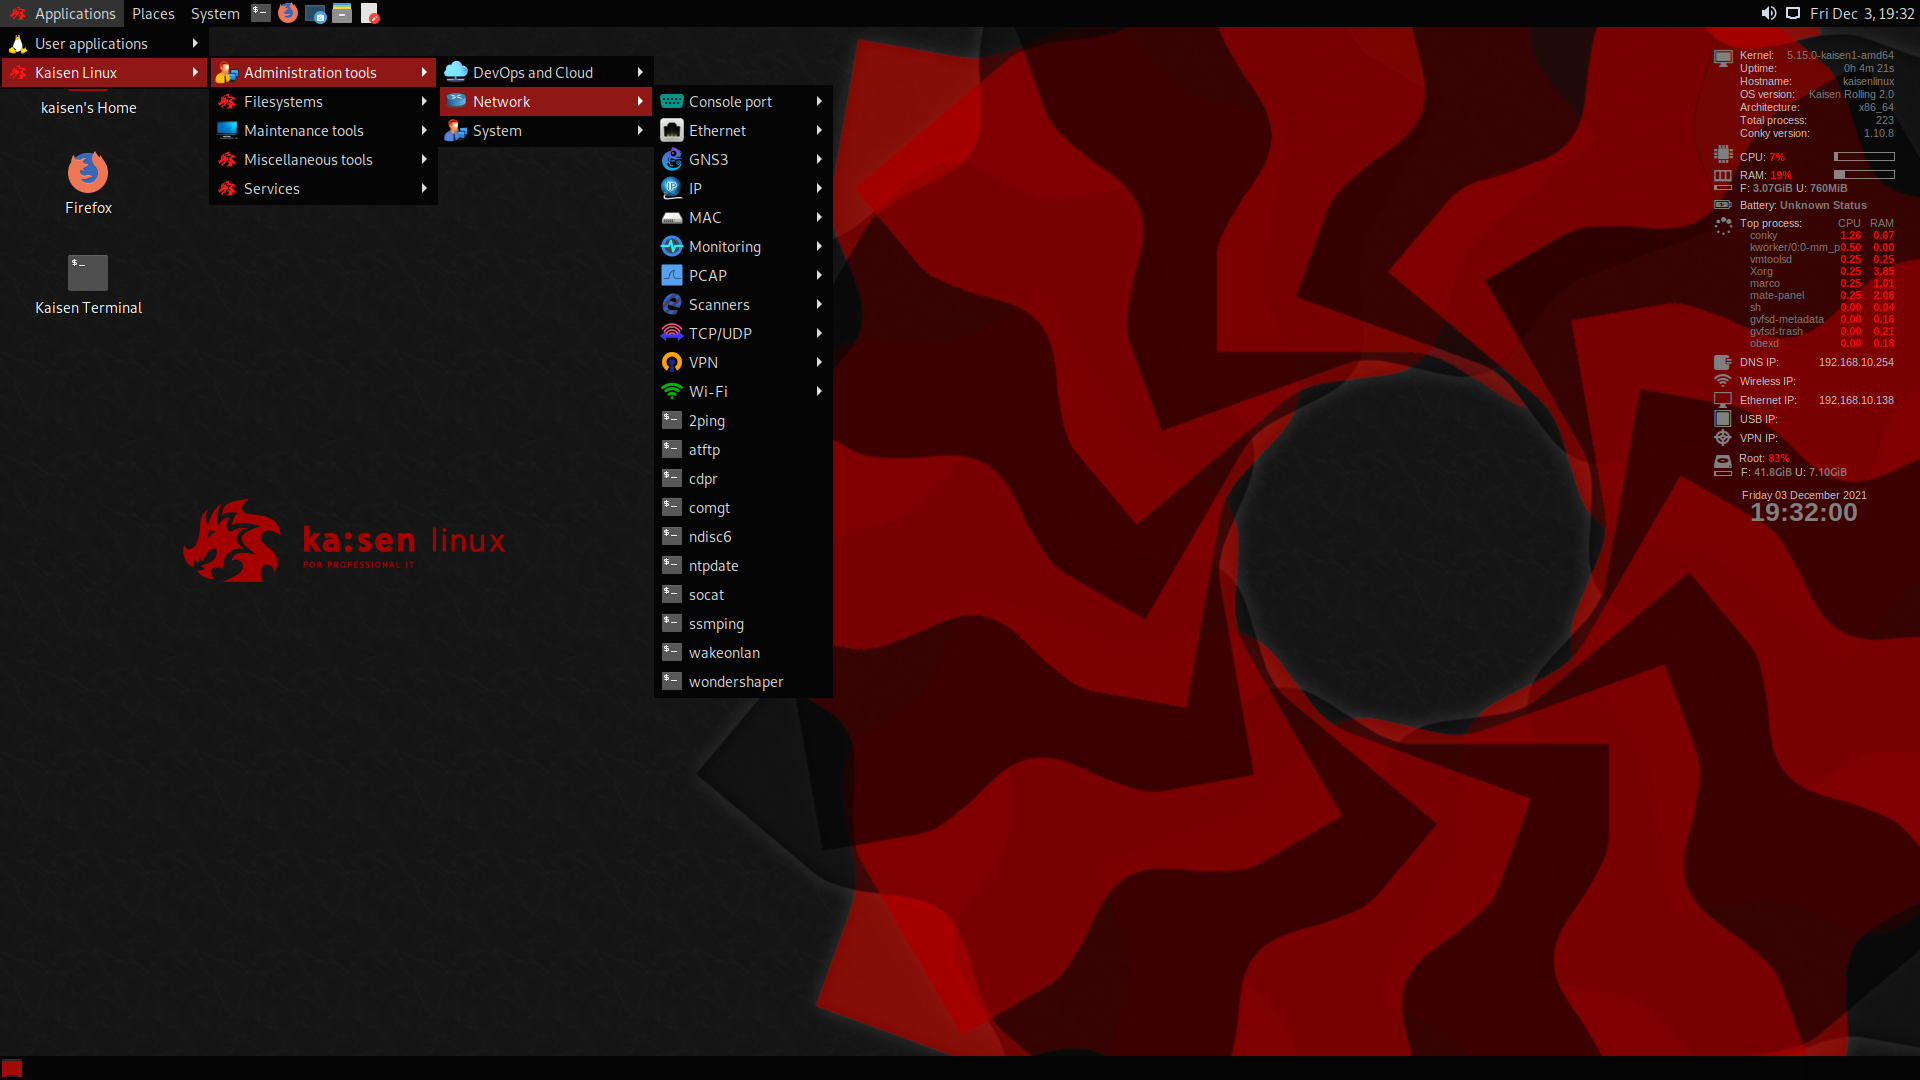 Applications Places System Fri Dec 3, 19:32
User applications
Kaisen Linux
kaisen's Home
Firefox
Kaisen Terminal
Administration tools
Filesystems
Maintenance tools
Miscellaneous tools
Services
DevOps and Cloud
Network
System
Console port
Ethernet
GNS3
IP
MAC
Monitoring
PCAP
Scanners
TCP/UDP
VPN
Wi-Fi
2ping
atftp
cdpr
comgt
ndisc6
ntpdate
socat
ssmping
wakeonlan
wondershaper
ka:sen linux
FOR PROFESSIONAL IT
Kernel: 5.15.0-kaisen1-amd64
Uptime: 0h 4m 21s
Hostname: kaisenlinux
OS version: Kaisen Rolling 2.0
Architecture: x86_64
Total process: 223
Conky version: 1.10.8
CPU: 7%
RAM: 19%
F: 3.07GiB U: 760MiB
Battery: Unknown Status
Top process: CPU RAM
conky 1.26 0.67
kworker/0:0-mm_p 0.50 0.00
vmtoolsd 0.25 0.25
Xorg 0.25 3.85
marco 0.25 1.01
mate-panel 0.25 2.06
sh 0.00 0.04
gvfsd-metadata 0.00 0.16
gvfsd-trash 0.00 0.21
obexd 0.00 0.18
DNS IP: 192.168.10.254
Wireless IP:
Ethernet IP: 192.168.10.138
USB IP:
VPN IP:
Root: 83%
F: 41.8GiB U: 7.10GiB
Friday 03 December 2021
19:32:00